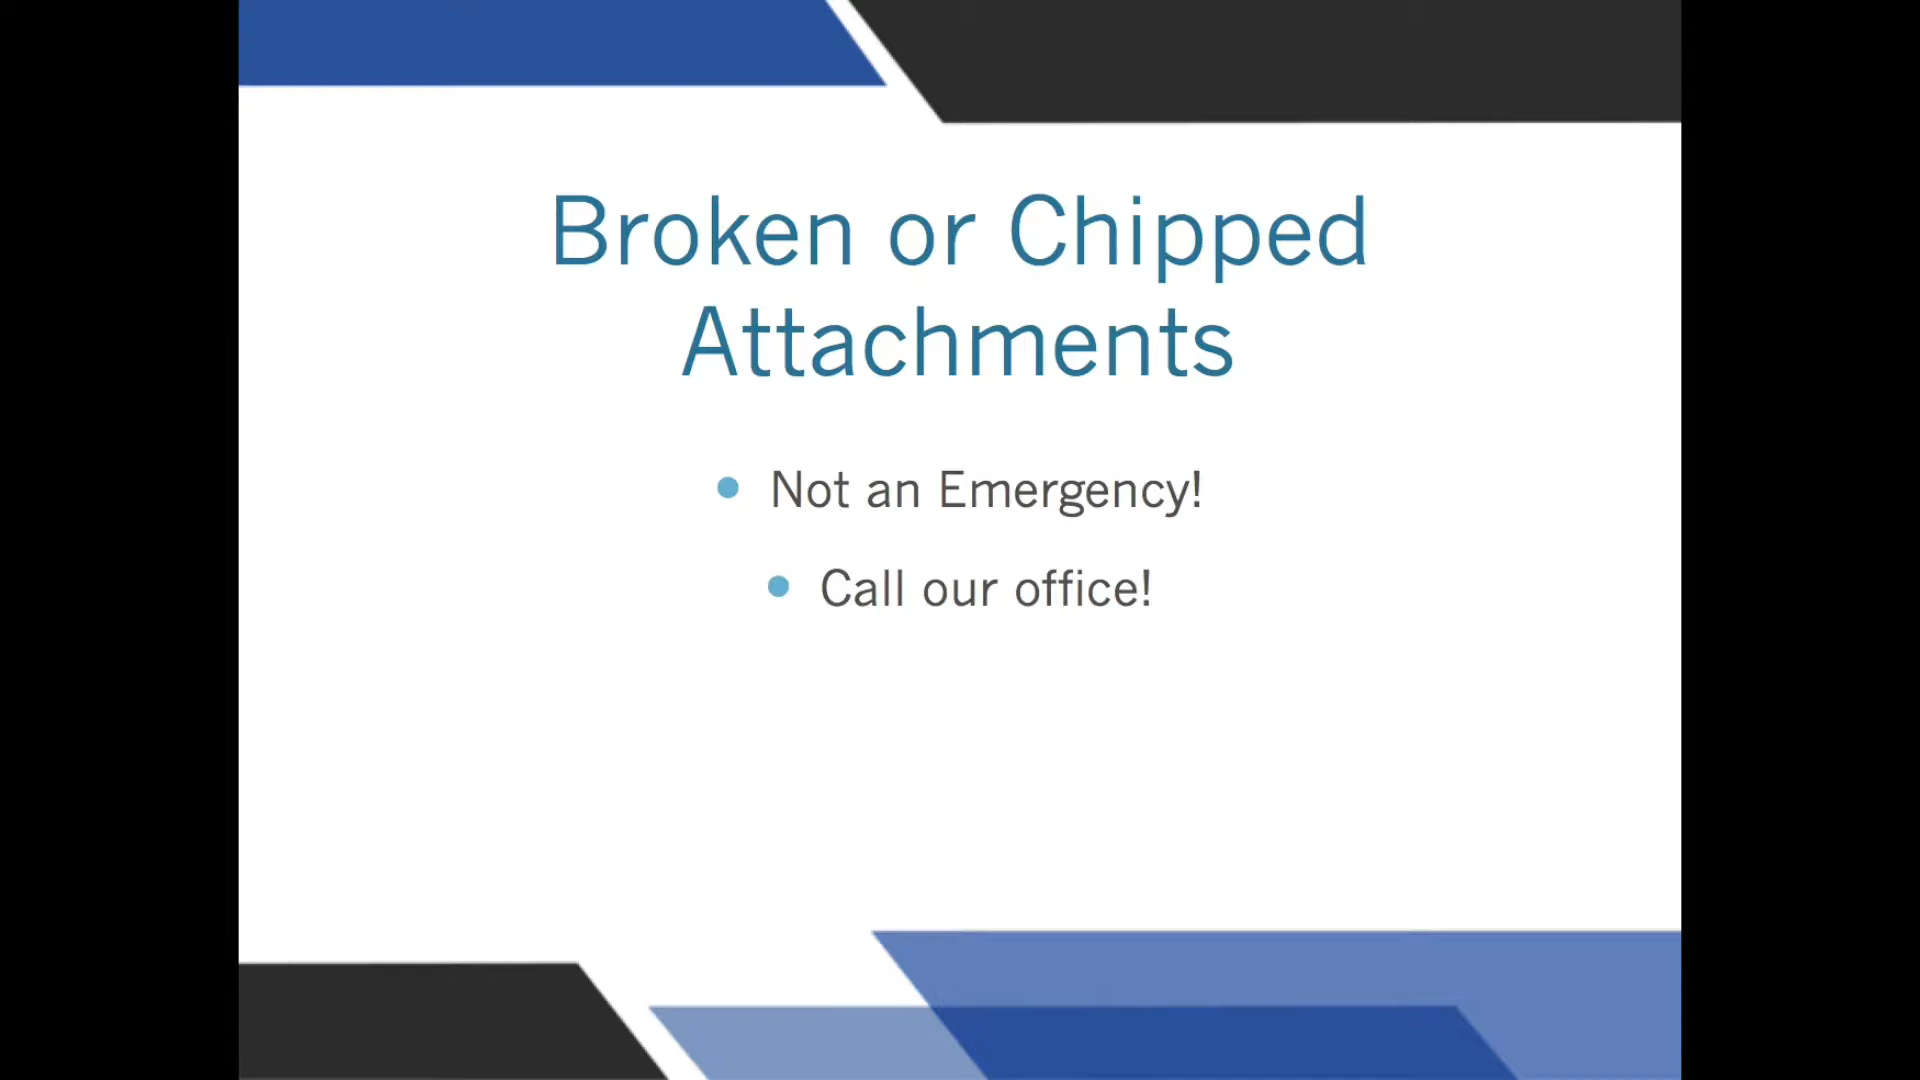 Broken or Chipped
Attachments
• Not an Emergency!
• Call our office!